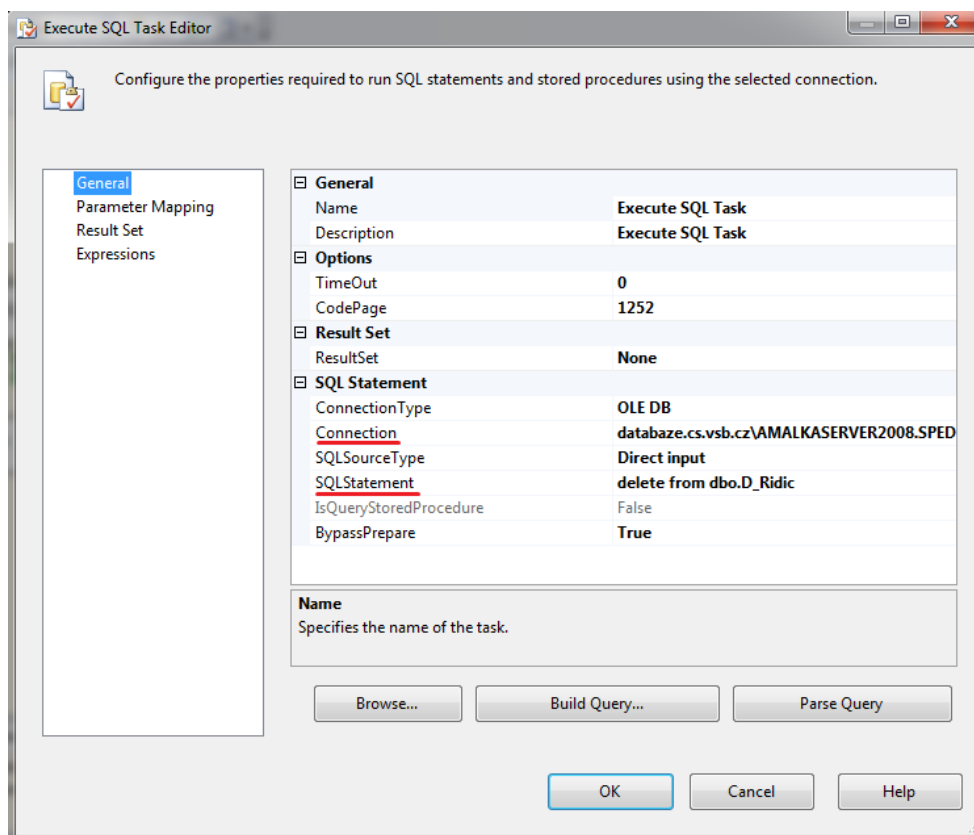 Execute SQL Task Editor
Configure the properties required to run SQL statements and stored procedures using the selected connection.
General
Parameter Mapping
Result Set
Expressions
General
Name Execute SQL Task
Description Execute SQL Task
Options
TimeOut 0
CodePage 1252
Result Set
ResultSet None
SQL Statement
ConnectionType OLE DB
Connection databaze.cs.vsb.cz\AMALKASERVER2008.SPED
SQLSourceType Direct input
SQLStatement delete from dbo.D_Ridic
IsQueryStoredProcedure False
BypassPrepare True
Name
Specifies the name of the task.
Browse... Build Query... Parse Query
OK Cancel Help